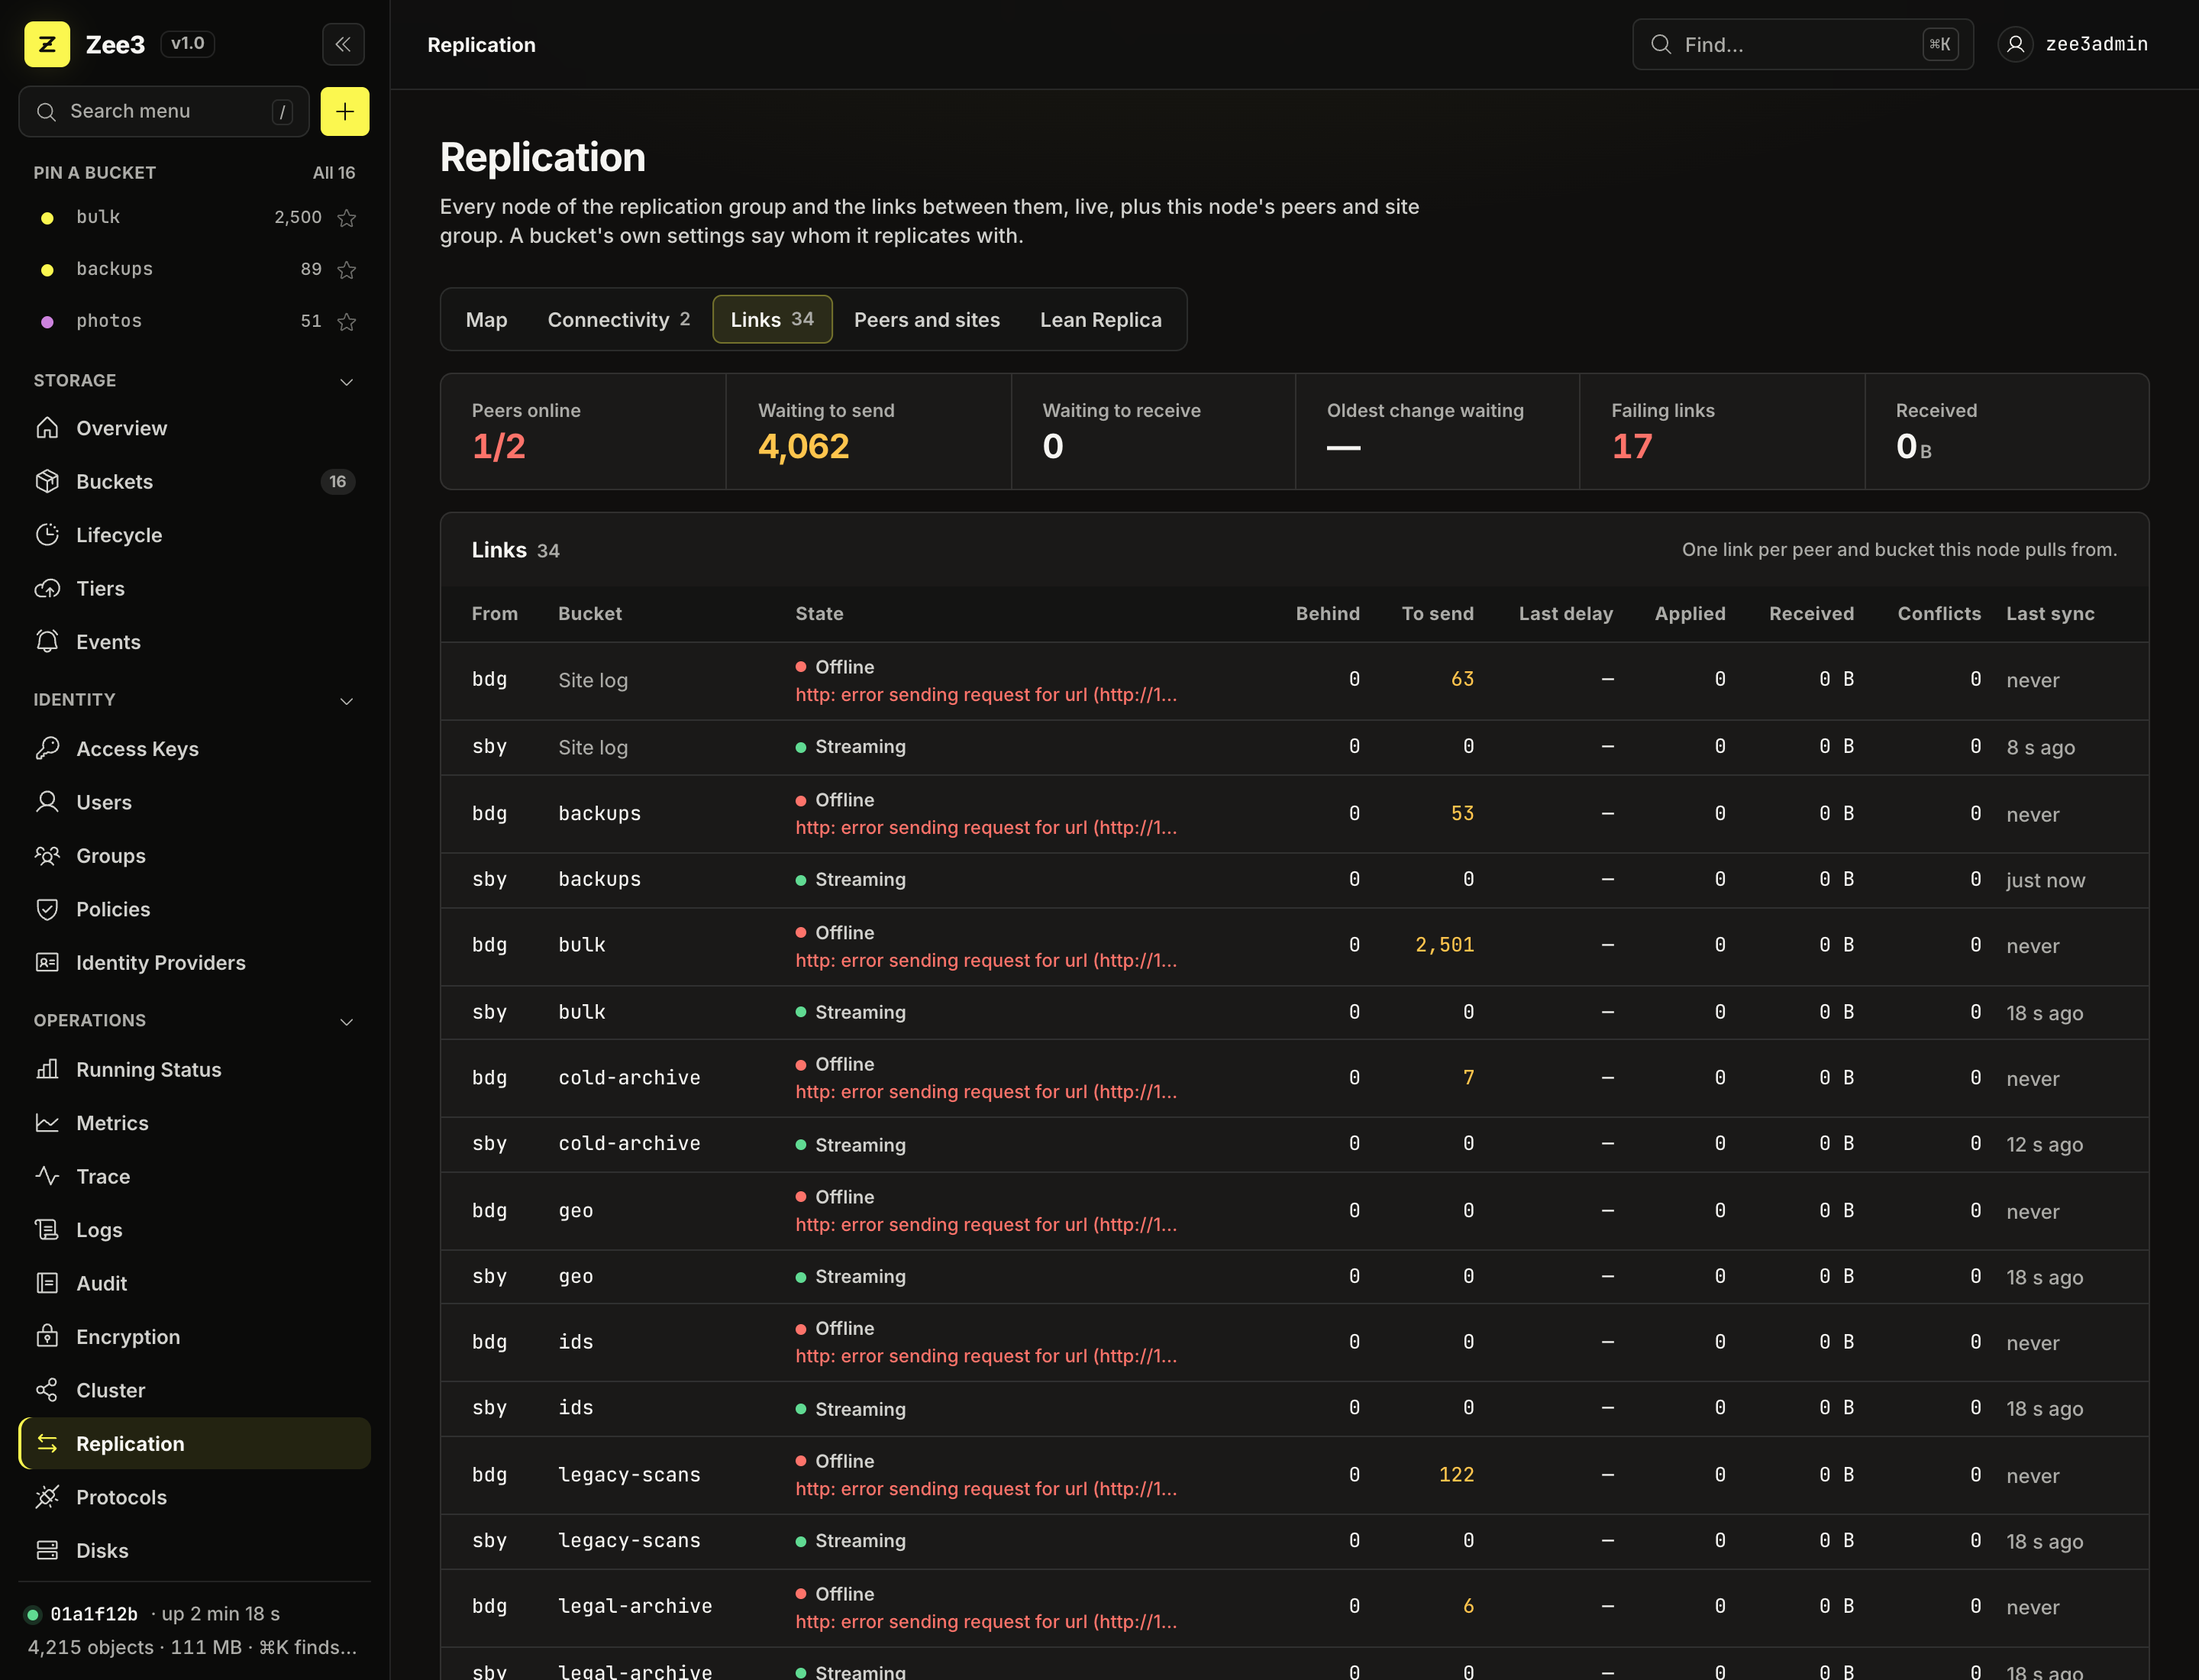 Z Zee3 v1.0
Search menu /
PIN A BUCKET All 16
bulk 2,500
backups 89
photos 51
STORAGE
Overview
Buckets 16
Lifecycle
Tiers
Events
IDENTITY
Access Keys
Users
Groups
Policies
Identity Providers
OPERATIONS
Running Status
Metrics
Trace
Logs
Audit
Encryption
Cluster
Replication
Protocols
Disks
01a1f12b · up 2 min 18 s
4,215 objects · 111 MB · ⌘K finds...
Replication
Find... ⌘K zee3admin
Replication
Every node of the replication group and the links between them, live, plus this node's peers and site
group. A bucket's own settings say whom it replicates with.
Map Connectivity 2 Links 34 Peers and sites Lean Replica
Peers online Waiting to send Waiting to receive Oldest change waiting Failing links Received
1/2 4,062 0 — 17 0 B
Links 34 One link per peer and bucket this node pulls from.
From Bucket State Behind To send Last delay Applied Received Conflicts Last sync
bdg Site log Offline 0 63 — 0 0 B 0 never
http: error sending request for url (http://1...
sby Site log Streaming 0 0 — 0 0 B 0 8 s ago
bdg backups Offline 0 53 — 0 0 B 0 never
http: error sending request for url (http://1...
sby backups Streaming 0 0 — 0 0 B 0 just now
bdg bulk Offline 0 2,501 — 0 0 B 0 never
http: error sending request for url (http://1...
sby bulk Streaming 0 0 — 0 0 B 0 18 s ago
bdg cold-archive Offline 0 7 — 0 0 B 0 never
http: error sending request for url (http://1...
sby cold-archive Streaming 0 0 — 0 0 B 0 12 s ago
bdg geo Offline 0 0 — 0 0 B 0 never
http: error sending request for url (http://1...
sby geo Streaming 0 0 — 0 0 B 0 18 s ago
bdg ids Offline 0 0 — 0 0 B 0 never
http: error sending request for url (http://1...
sby ids Streaming 0 0 — 0 0 B 0 18 s ago
bdg legacy-scans Offline 0 122 — 0 0 B 0 never
http: error sending request for url (http://1...
sby legacy-scans Streaming 0 0 — 0 0 B 0 18 s ago
bdg legal-archive Offline 0 6 — 0 0 B 0 never
http: error sending request for url (http://1...
sby legal-archive Streaming 0 0 — 0 0 B 0 18 s ago